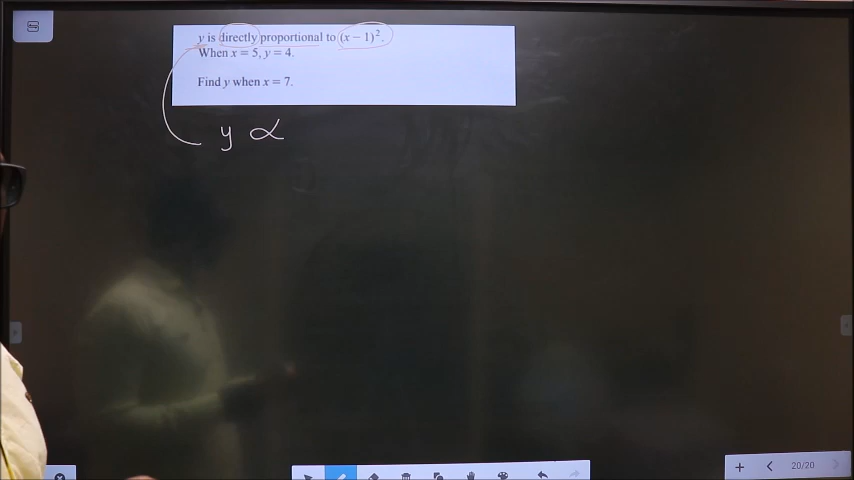 y is directly proportional to (x − 1)².
When x = 5, y = 4.
Find y when x = 7.
y ∝
20/20